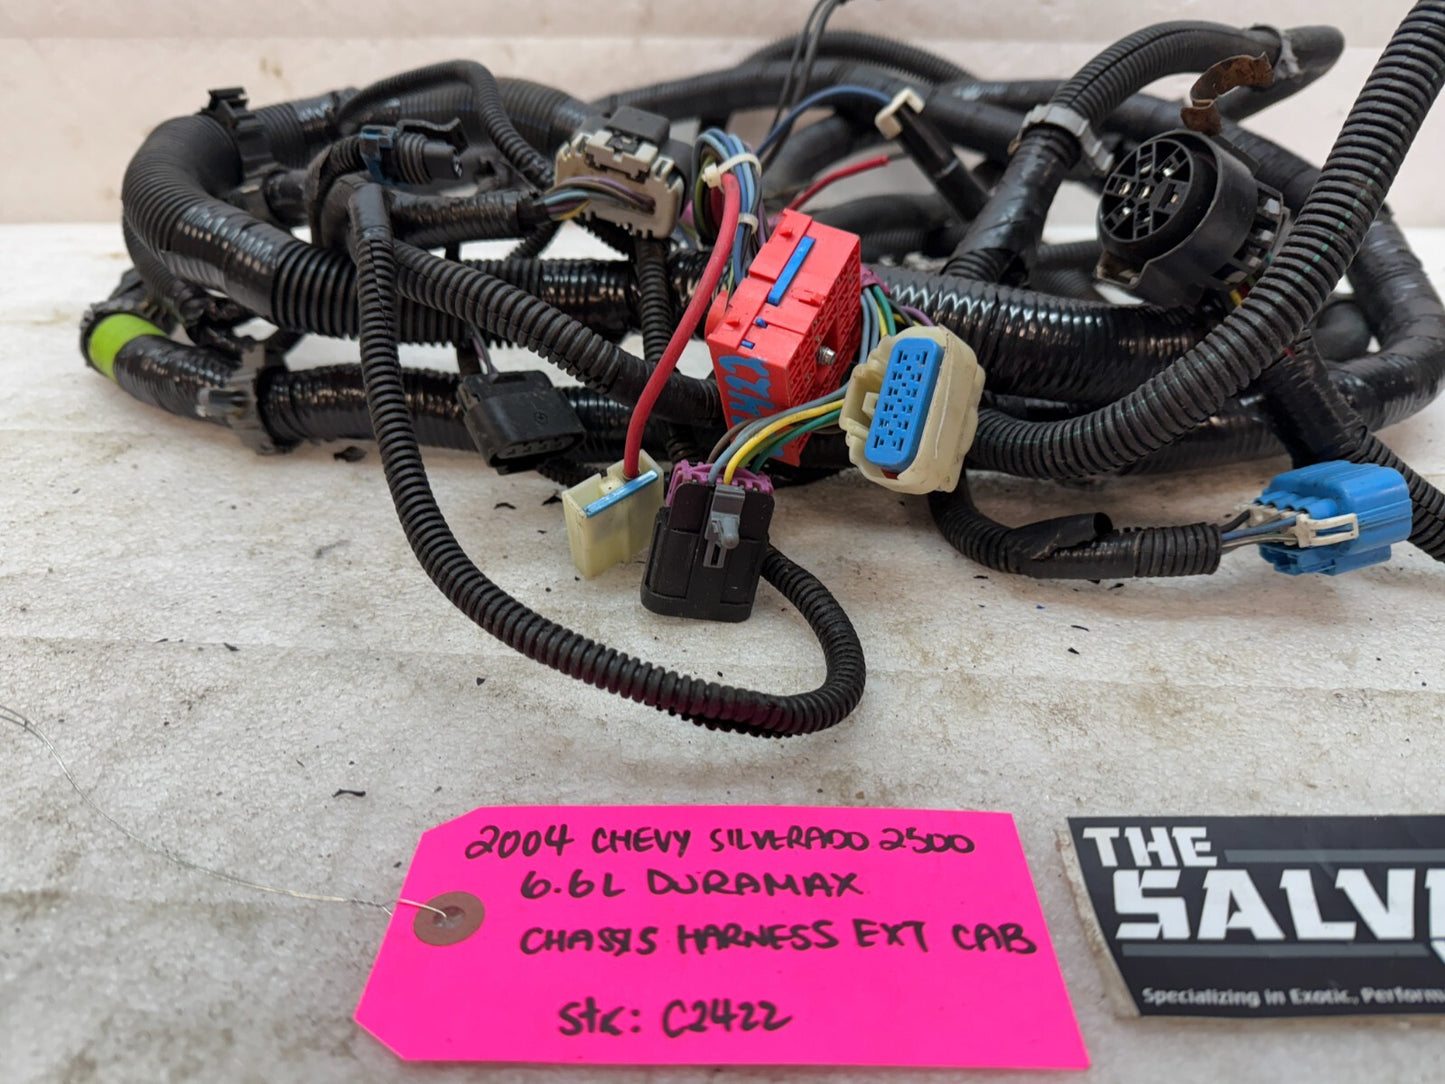 2004 CHEVY SILVERADO 2500
6.6L DURAMAX
CHASSIS HARNESS EXT CAB
Stk: C2422
THE
SALV
Specializing in Exotic, Perform